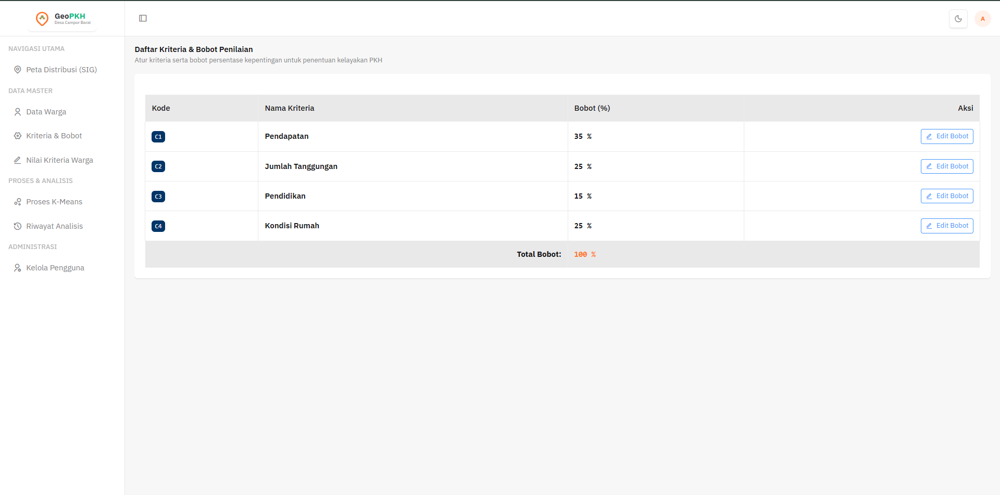 GeoPKH
Desa Campor Barat
A
NAVIGASI UTAMA
Peta Distribusi (SIG)
DATA MASTER
Data Warga
Kriteria & Bobot
Nilai Kriteria Warga
PROSES & ANALISIS
Proses K-Means
Riwayat Analisis
ADMINISTRASI
Kelola Pengguna
Daftar Kriteria & Bobot Penilaian
Atur kriteria serta bobot persentase kepentingan untuk penentuan kelayakan PKH
Kode Nama Kriteria Bobot (%) Aksi
C1 Pendapatan 35 % Edit Bobot
C2 Jumlah Tanggungan 25 % Edit Bobot
C3 Pendidikan 15 % Edit Bobot
C4 Kondisi Rumah 25 % Edit Bobot
Total Bobot: 100 %